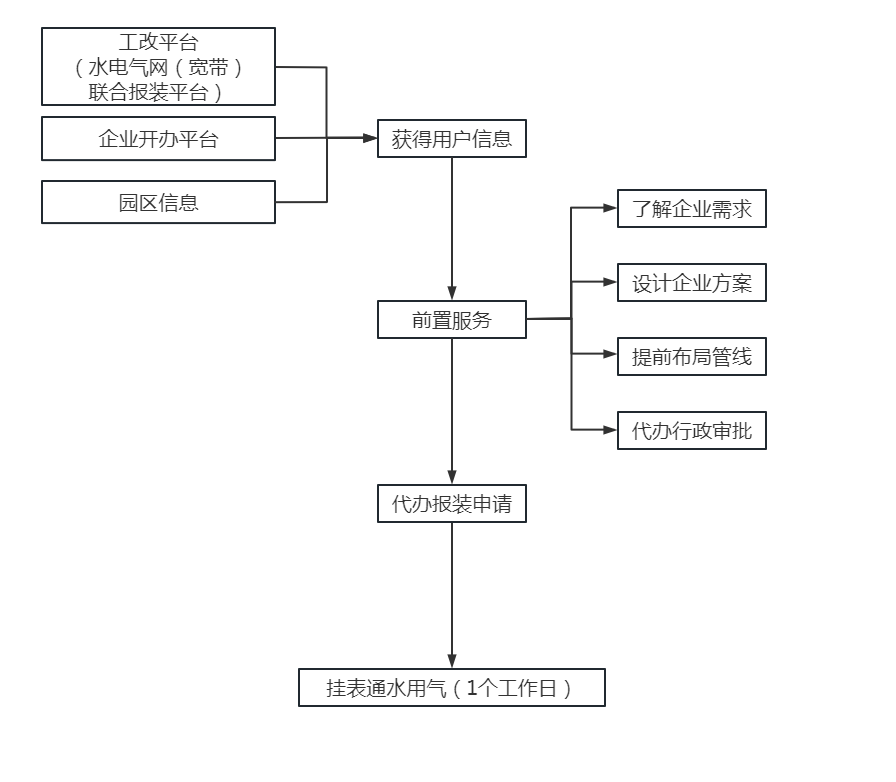 工改平台
（水电气网（宽带）
联合报装平台）
企业开办平台
获得用户信息
园区信息
了解企业需求
设计企业方案
前置服务
提前布局管线
代办行政审批
代办报装申请
挂表通水用气（1个工作日）